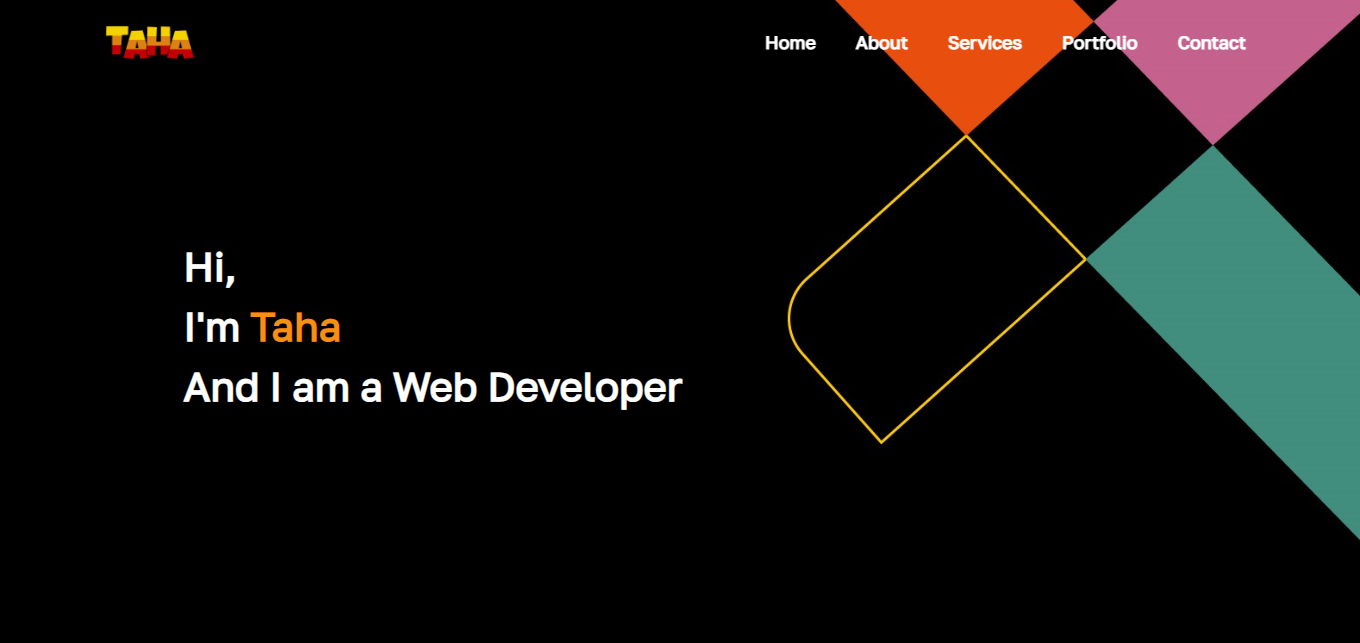 TAHA
Home About Services Portfolio Contact
Hi,
I'm Taha
And I am a Web Developer